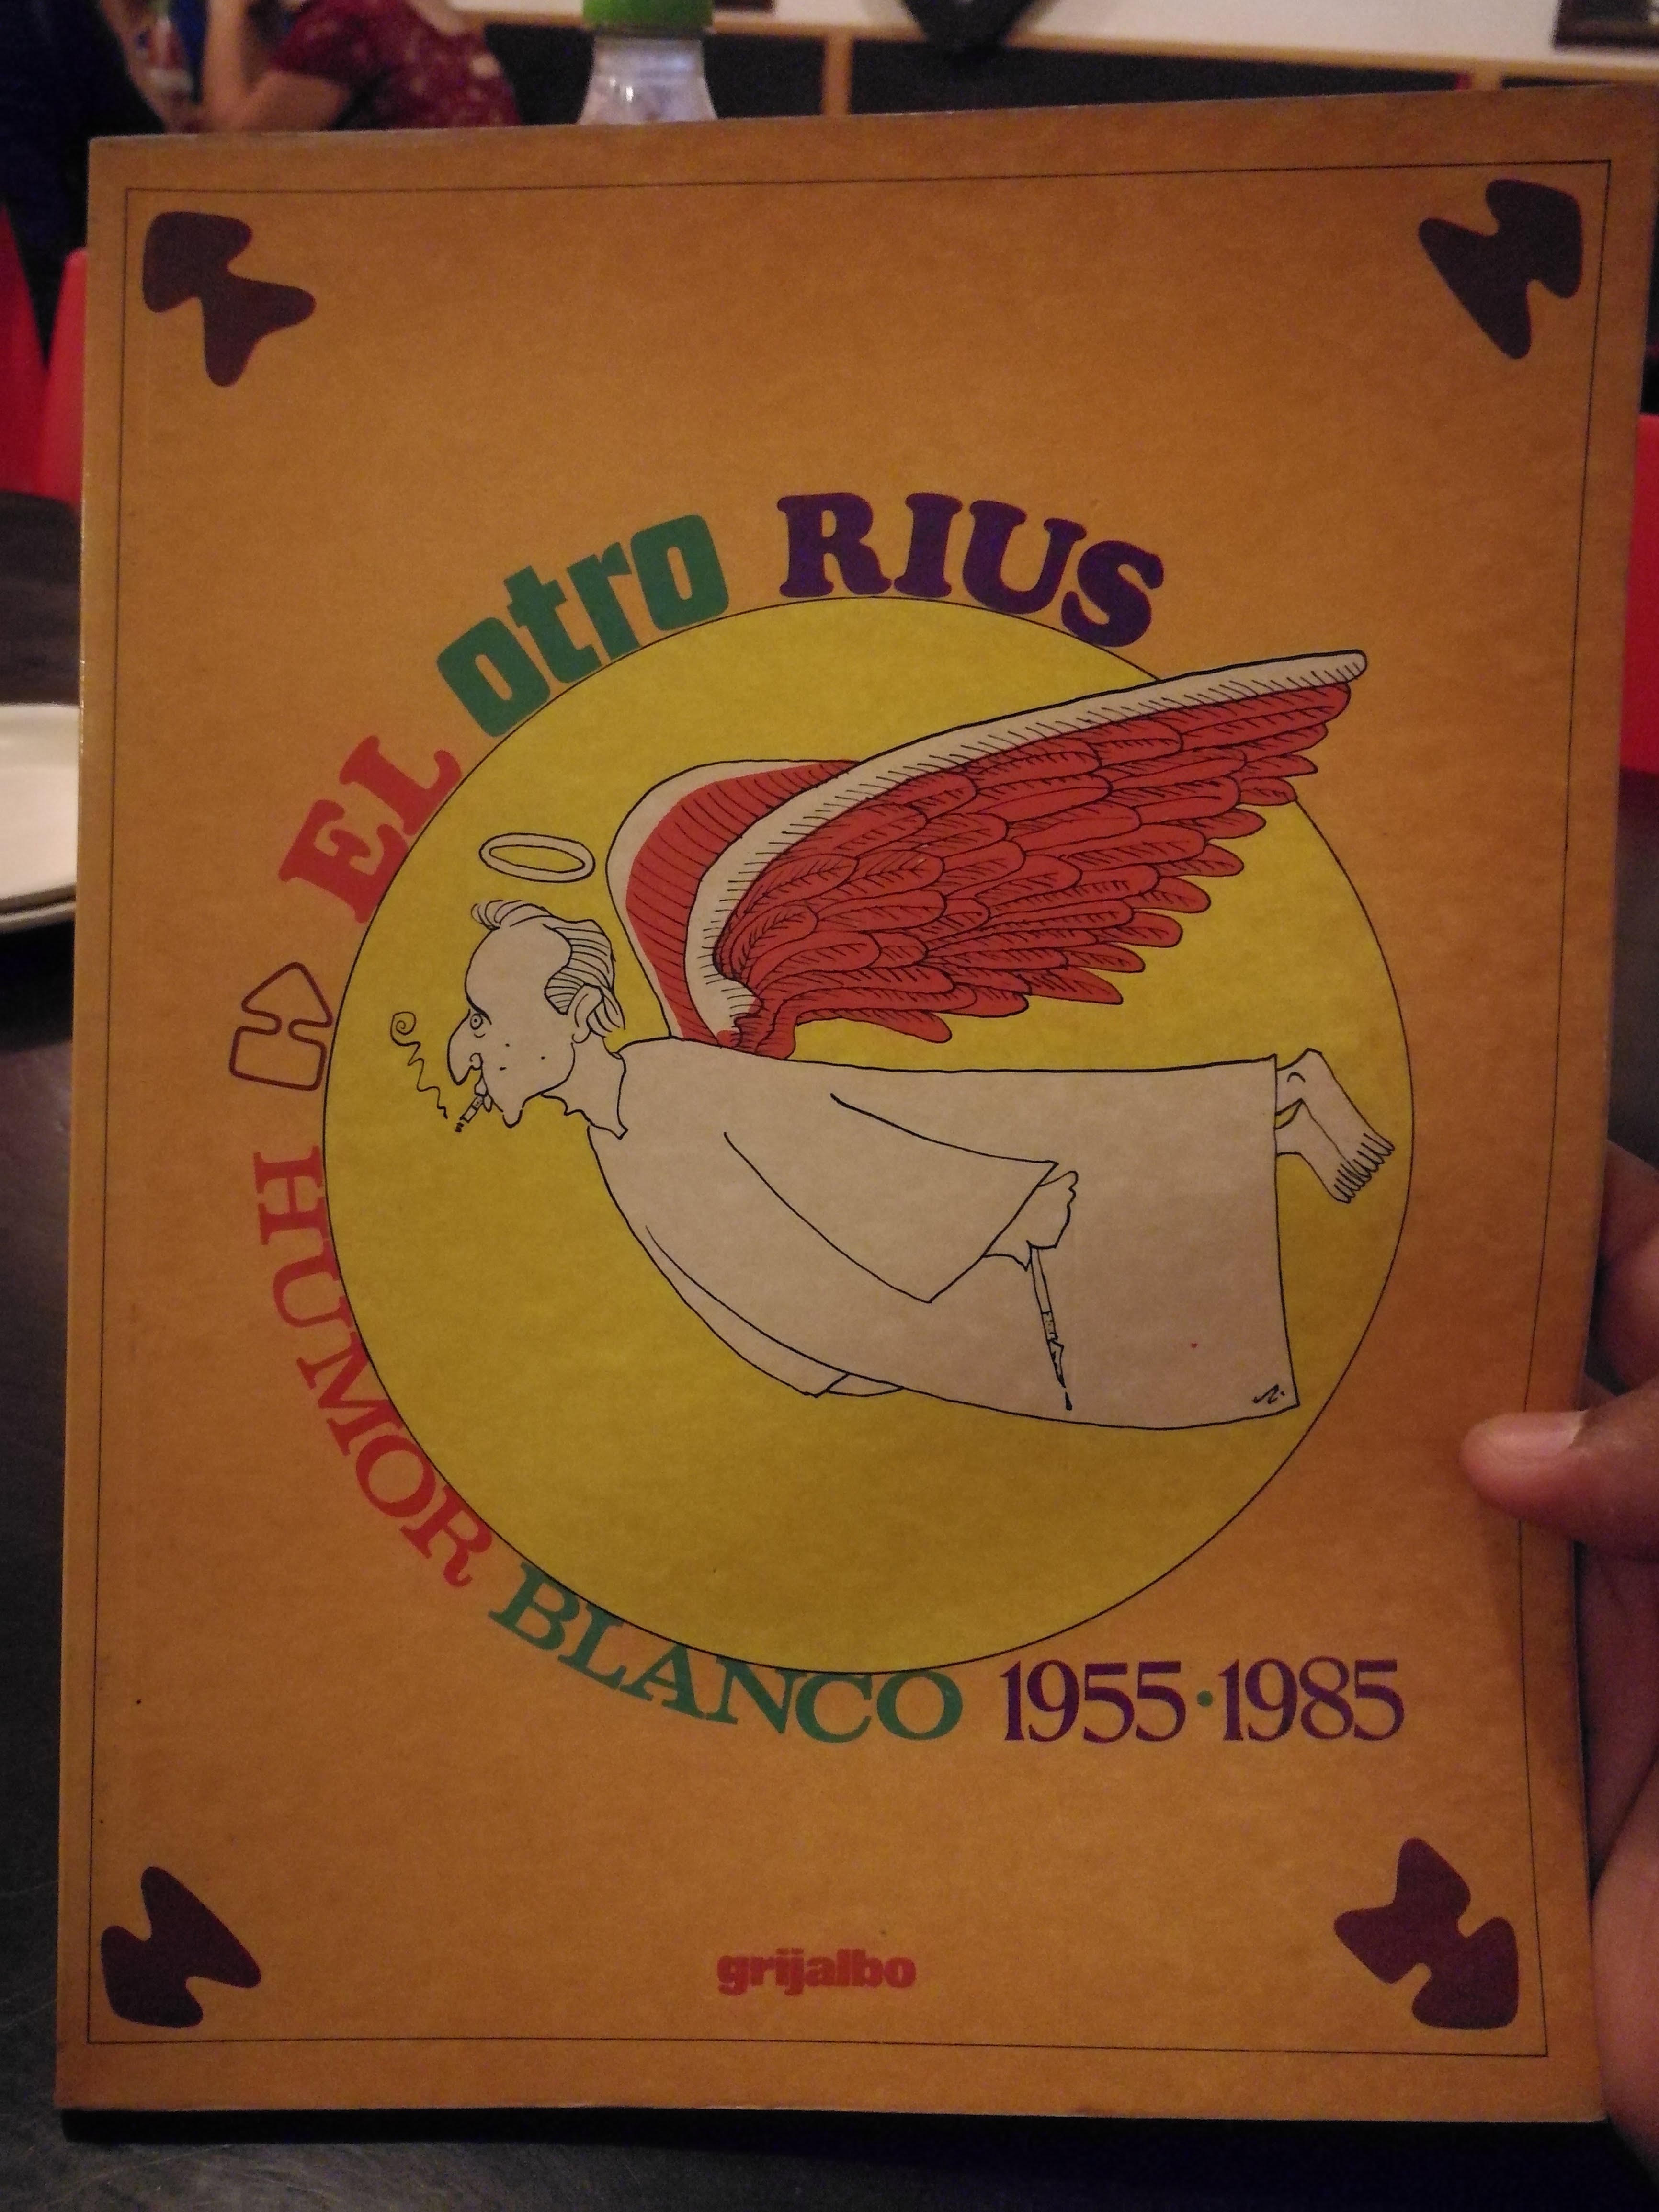 EL otro RIUS
HUMOR BLANCO 1955·1985
grijalbo